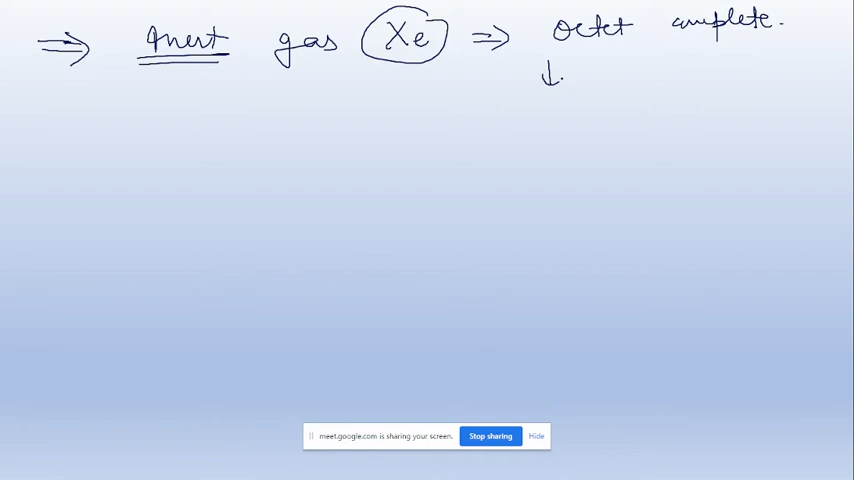 ⇒ Inert gas Xe ⇒ Octet complete.
↓
meet.google.com is sharing your screen. Stop sharing Hide